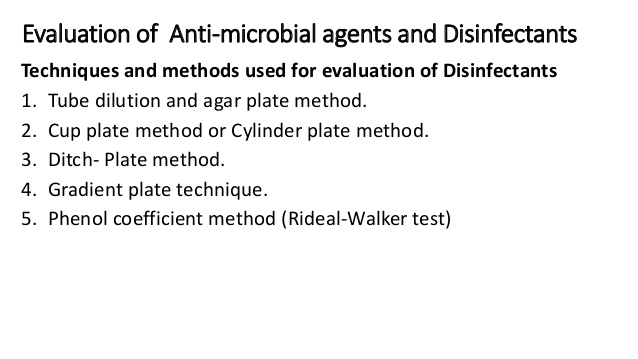 Evaluation of  Anti-microbial agents and Disinfectants
Techniques and methods used for evaluation of Disinfectants
1. Tube dilution and agar plate method.
2. Cup plate method or Cylinder plate method.
3. Ditch- Plate method.
4. Gradient plate technique.
5. Phenol coefficient method (Rideal-Walker test)